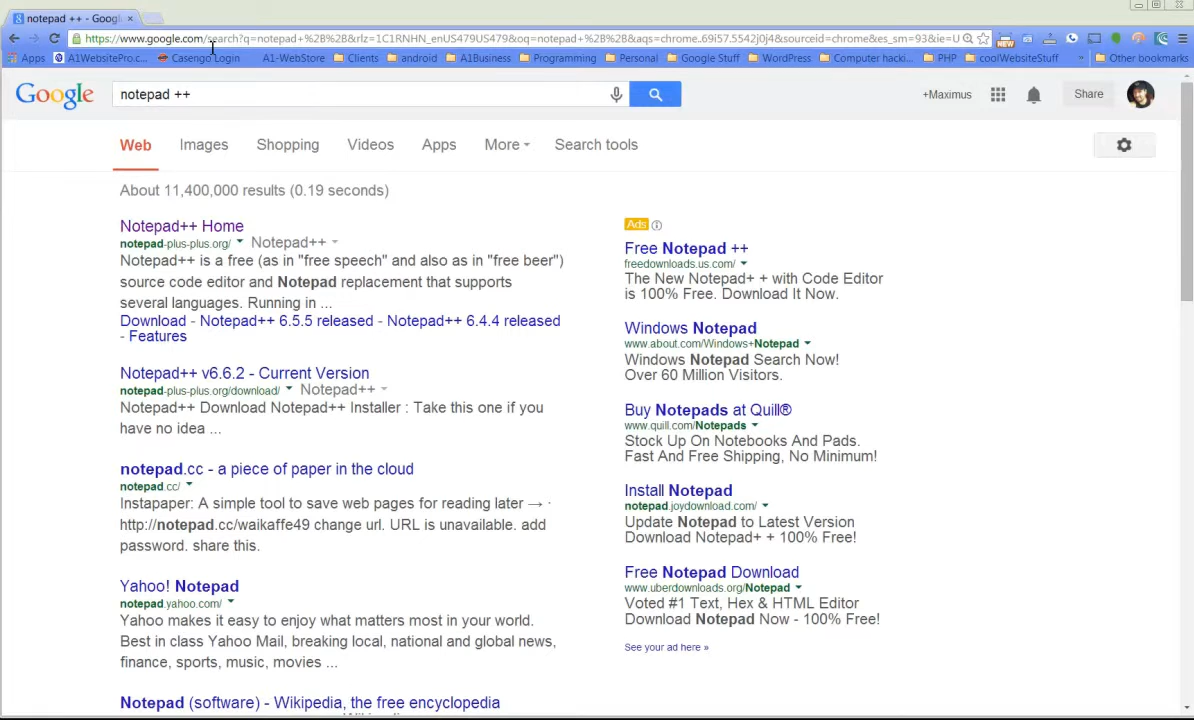 notepad ++ - Googl
https://www.google.com/search?q=notepad+%2B%2B&rlz=1C1RNHN_enUS479US479&oq=notepad+%2B%2B&aqs=chrome..69i57.5542j0j4&sourceid=chrome&es_sm=93&ie=U
Apps A1WebsitePro.c... Casengo Login A1-WebStore Clients android A1Business Programming Personal Google Stuff WordPress Computer hacki... PHP coolWebsiteStuff » Other bookmarks
Google notepad ++ +Maximus Share
Web Images Shopping Videos Apps More Search tools
About 11,400,000 results (0.19 seconds)
Notepad++ Home
notepad-plus-plus.org/ Notepad++
Notepad++ is a free (as in "free speech" and also as in "free beer")
source code editor and Notepad replacement that supports
several languages. Running in ...
Download - Notepad++ 6.5.5 released - Notepad++ 6.4.4 released
- Features
Notepad++ v6.6.2 - Current Version
notepad-plus-plus.org/download/ Notepad++
Notepad++ Download Notepad++ Installer : Take this one if you
have no idea ...
notepad.cc - a piece of paper in the cloud
notepad.cc/
Instapaper: A simple tool to save web pages for reading later → ·
http://notepad.cc/waikaffe49 change url. URL is unavailable. add
password. share this.
Yahoo! Notepad
notepad.yahoo.com/
Yahoo makes it easy to enjoy what matters most in your world.
Best in class Yahoo Mail, breaking local, national and global news,
finance, sports, music, movies ...
Notepad (software) - Wikipedia, the free encyclopedia
Ads
Free Notepad ++
freedownloads.us.com/
The New Notepad+ + with Code Editor
is 100% Free. Download It Now.
Windows Notepad
www.about.com/Windows+Notepad
Windows Notepad Search Now!
Over 60 Million Visitors.
Buy Notepads at Quill®
www.quill.com/Notepads
Stock Up On Notebooks And Pads.
Fast And Free Shipping, No Minimum!
Install Notepad
notepad.joydownload.com/
Update Notepad to Latest Version
Download Notepad+ + 100% Free!
Free Notepad Download
www.uberdownloads.org/Notepad
Voted #1 Text, Hex & HTML Editor
Download Notepad Now - 100% Free!
See your ad here »